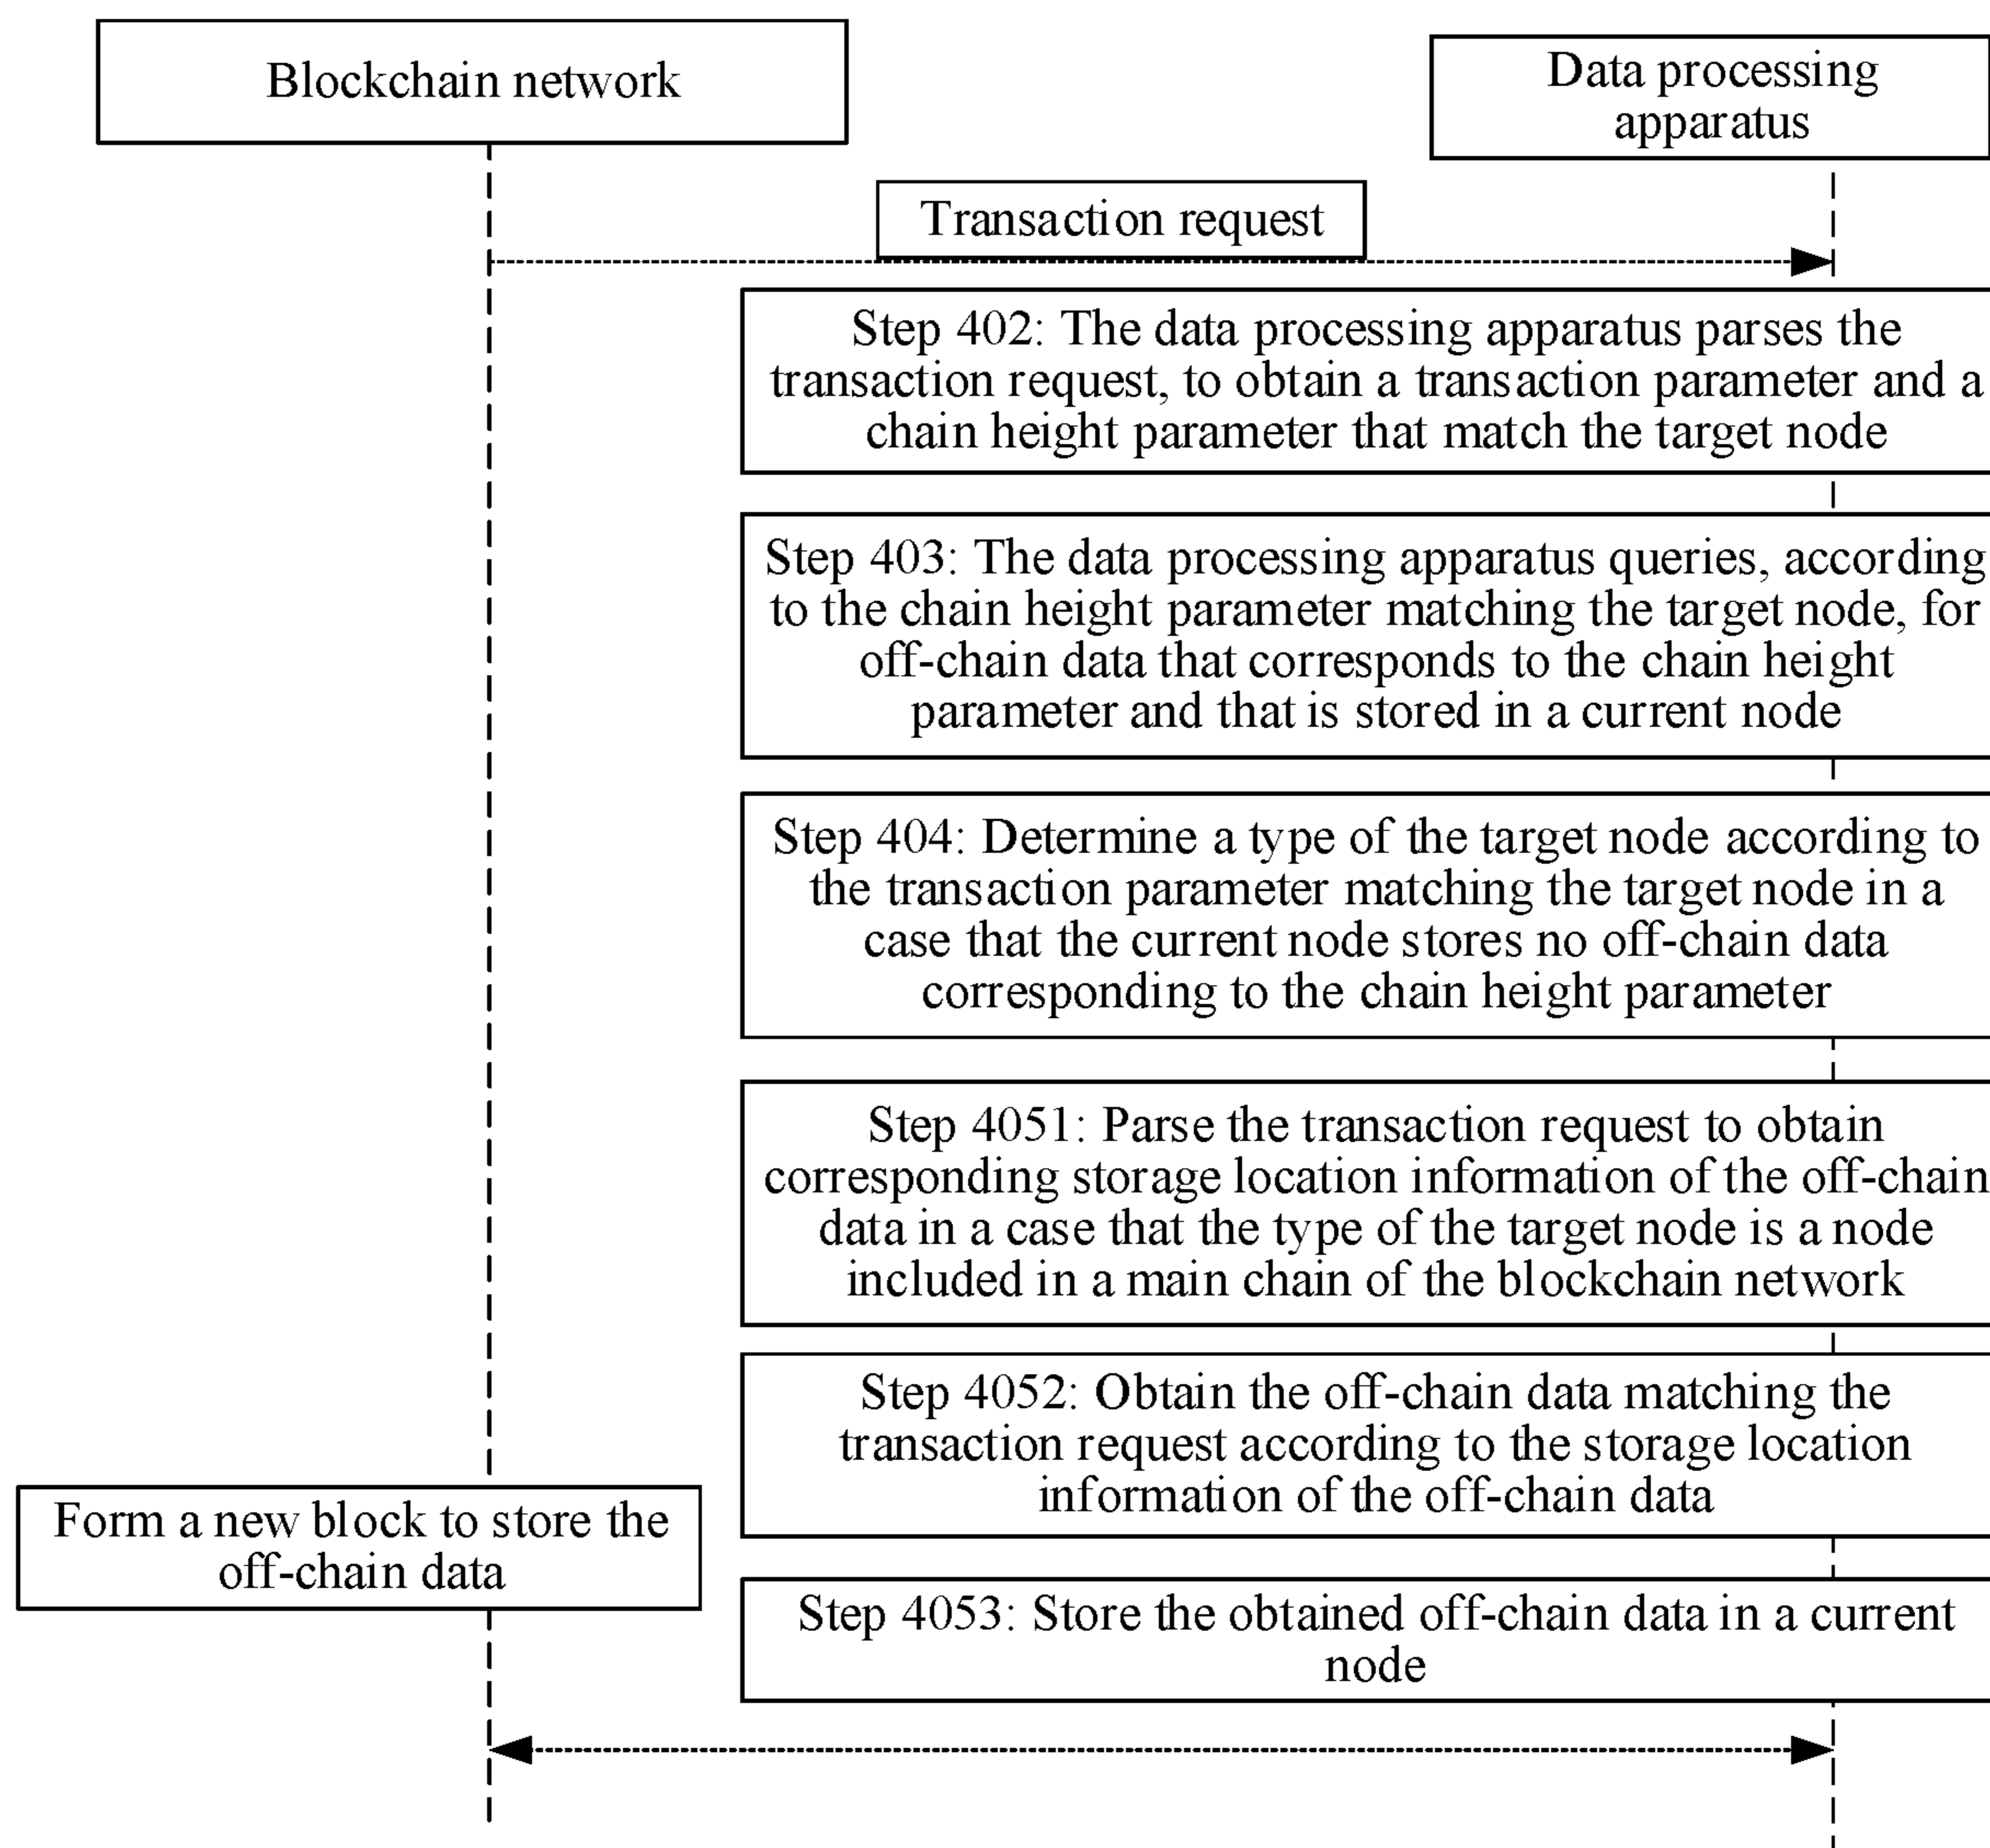 Blockchain network
Data processing
apparatus
Transaction request
Step 402: The data processing apparatus parses the
transaction request, to obtain a transaction parameter and a
chain height parameter that match the target node
Step 403: The data processing apparatus queries, according
to the chain height parameter matching the target node, for
off-chain data that corresponds to the chain height
parameter and that is stored in a current node
Step 404: Determine a type of the target node according to
the transaction parameter matching the target node in a
case that the current node stores no off-chain data
corresponding to the chain height parameter
Step 4051: Parse the transaction request to obtain
corresponding storage location information of the off-chain
data in a case that the type of the target node is a node
included in a main chain of the blockchain network
Step 4052: Obtain the off-chain data matching the
transaction request according to the storage location
information of the off-chain data
Form a new block to store the
off-chain data
Step 4053: Store the obtained off-chain data in a current
node